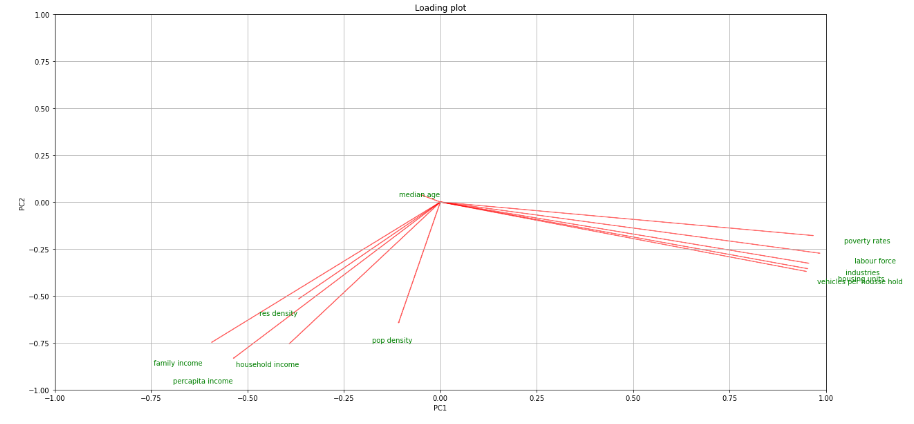 Loading plot
1.00
0.75
0.50
0.25
0.00
−0.25
−0.50
−0.75
−1.00
PC2
median age
poverty rates
labour force
industries
housing units
vehicles per housse hold
res density
pop density
family income
household income
percapita income
−1.00
−0.75
−0.50
−0.25
0.00
0.25
0.50
0.75
1.00
PC1